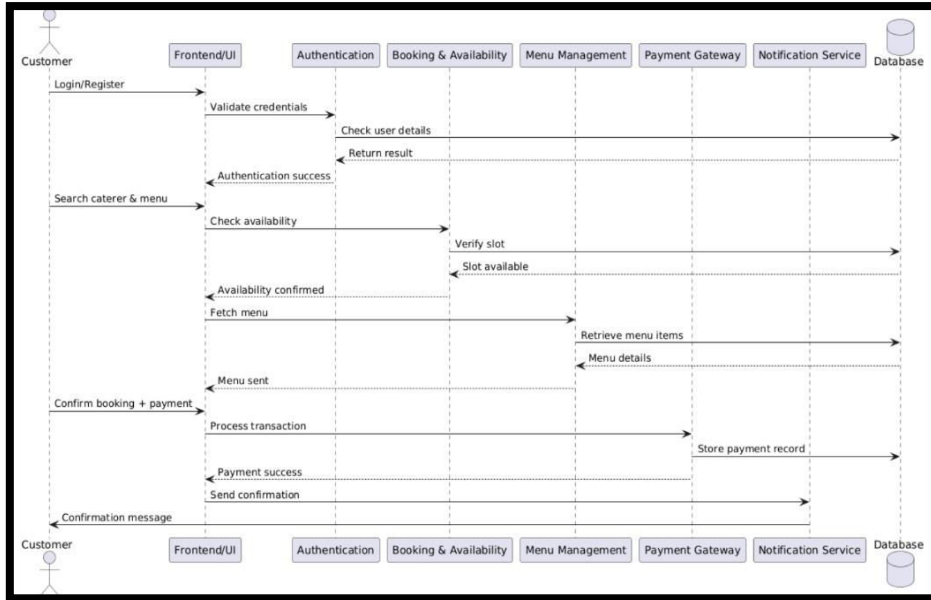 Customer
Frontend/UI
Authentication
Booking & Availability
Menu Management
Payment Gateway
Notification Service
Database
Login/Register
Validate credentials
Check user details
Return result
Authentication success
Search caterer & menu
Check availability
Verify slot
Slot available
Availability confirmed
Fetch menu
Retrieve menu items
Menu details
Menu sent
Confirm booking + payment
Process transaction
Store payment record
Payment success
Send confirmation
Confirmation message
Customer
Frontend/UI
Authentication
Booking & Availability
Menu Management
Payment Gateway
Notification Service
Database